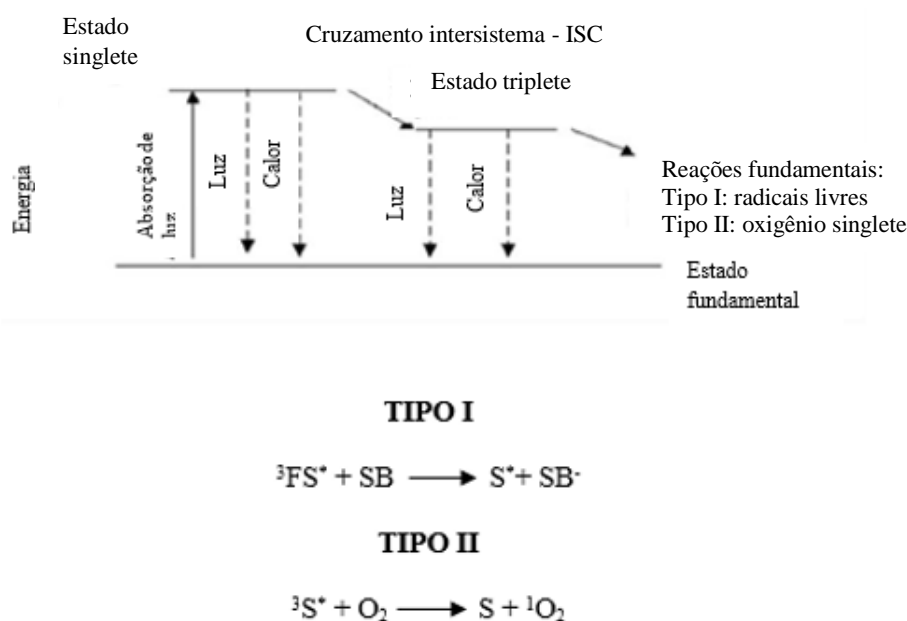 Estado
singlete
Cruzamento intersistema - ISC
Estado triplete
Energia
Absorção de
luz
Luz
Calor
Luz
Calor
Reações fundamentais:
Tipo I: radicais livres
Tipo II: oxigênio singlete
Estado
fundamental
TIPO I
³FS* + SB ⟶ S*+ SB-
TIPO II
³S* + O₂ ⟶ S + ¹O₂